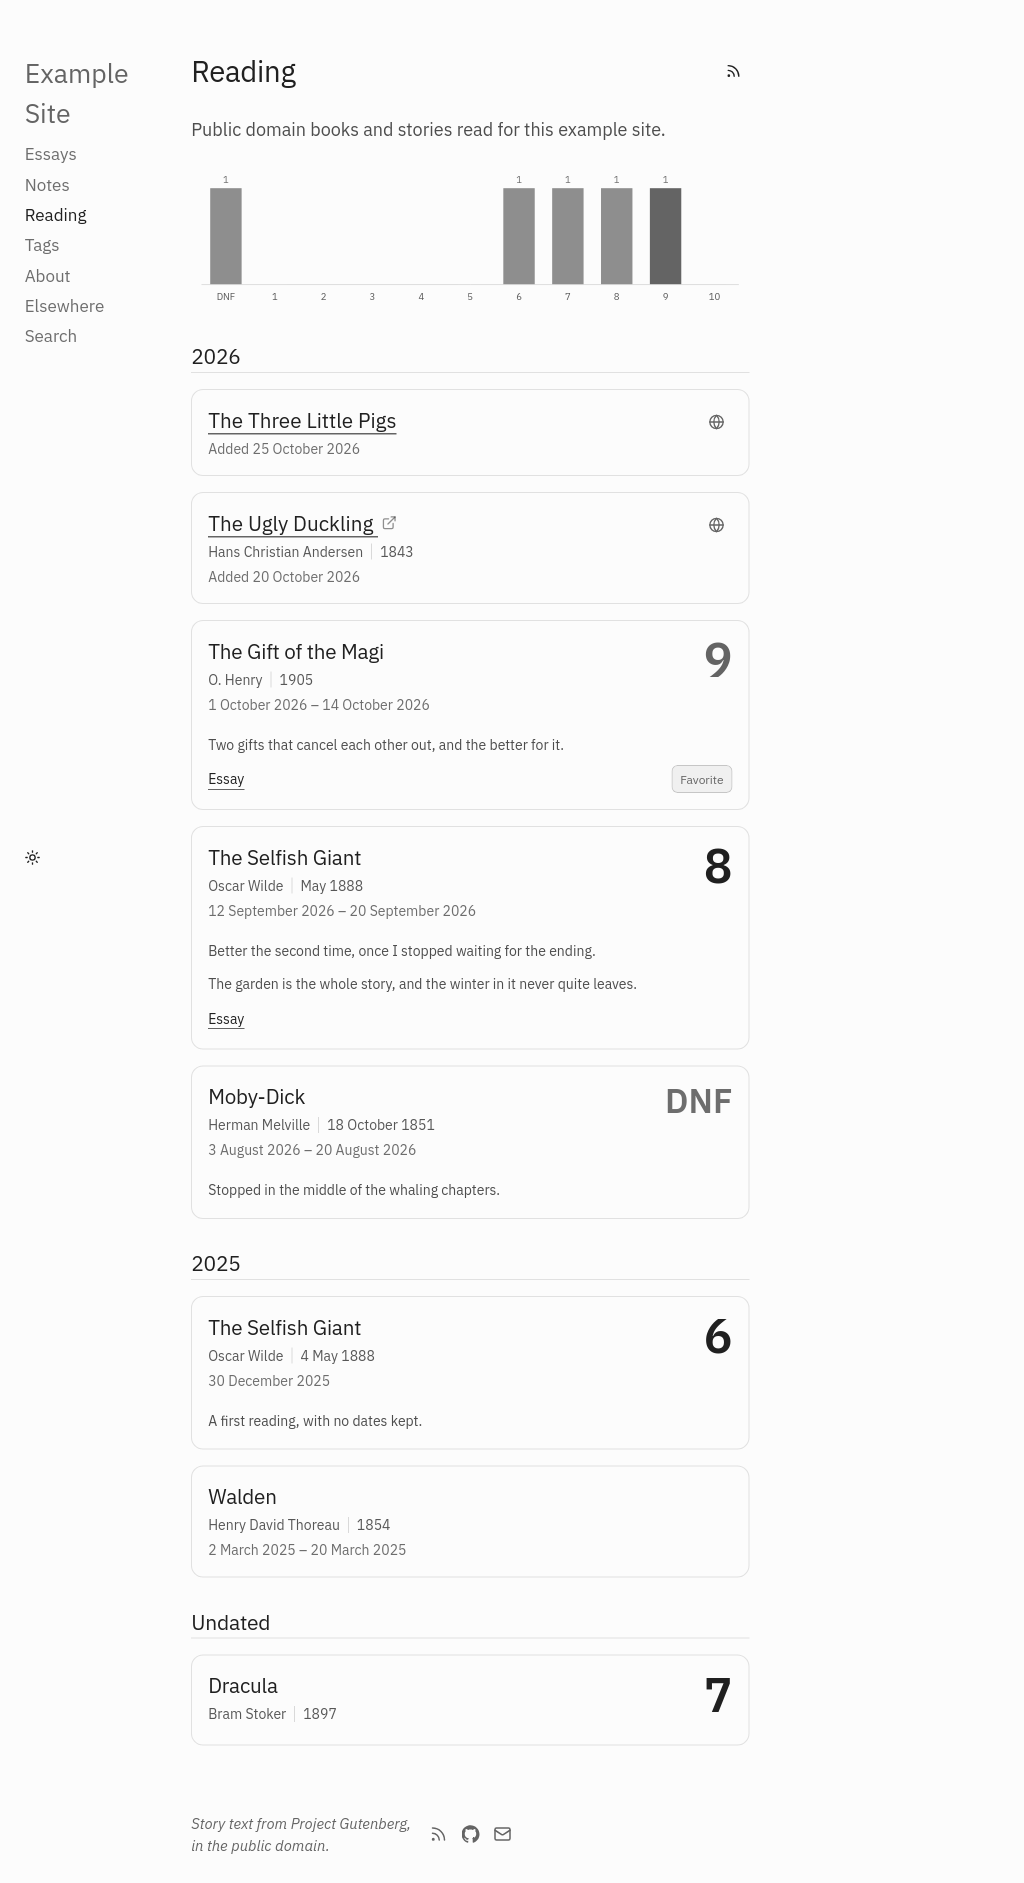 Example
Site
Essays
Notes
Reading
Tags
About
Elsewhere
Search
Reading
Public domain books and stories read for this example site.
1 1 1 1 1
DNF 1 2 3 4 5 6 7 8 9 10
2026
The Three Little Pigs
Added 25 October 2026
The Ugly Duckling
Hans Christian Andersen 1843
Added 20 October 2026
The Gift of the Magi
9
O. Henry 1905
1 October 2026 – 14 October 2026
Two gifts that cancel each other out, and the better for it.
Essay
Favorite
The Selfish Giant
8
Oscar Wilde May 1888
12 September 2026 – 20 September 2026
Better the second time, once I stopped waiting for the ending.
The garden is the whole story, and the winter in it never quite leaves.
Essay
Moby-Dick
DNF
Herman Melville 18 October 1851
3 August 2026 – 20 August 2026
Stopped in the middle of the whaling chapters.
2025
The Selfish Giant
6
Oscar Wilde 4 May 1888
30 December 2025
A first reading, with no dates kept.
Walden
Henry David Thoreau 1854
2 March 2025 – 20 March 2025
Undated
Dracula
7
Bram Stoker 1897
Story text from Project Gutenberg,
in the public domain.